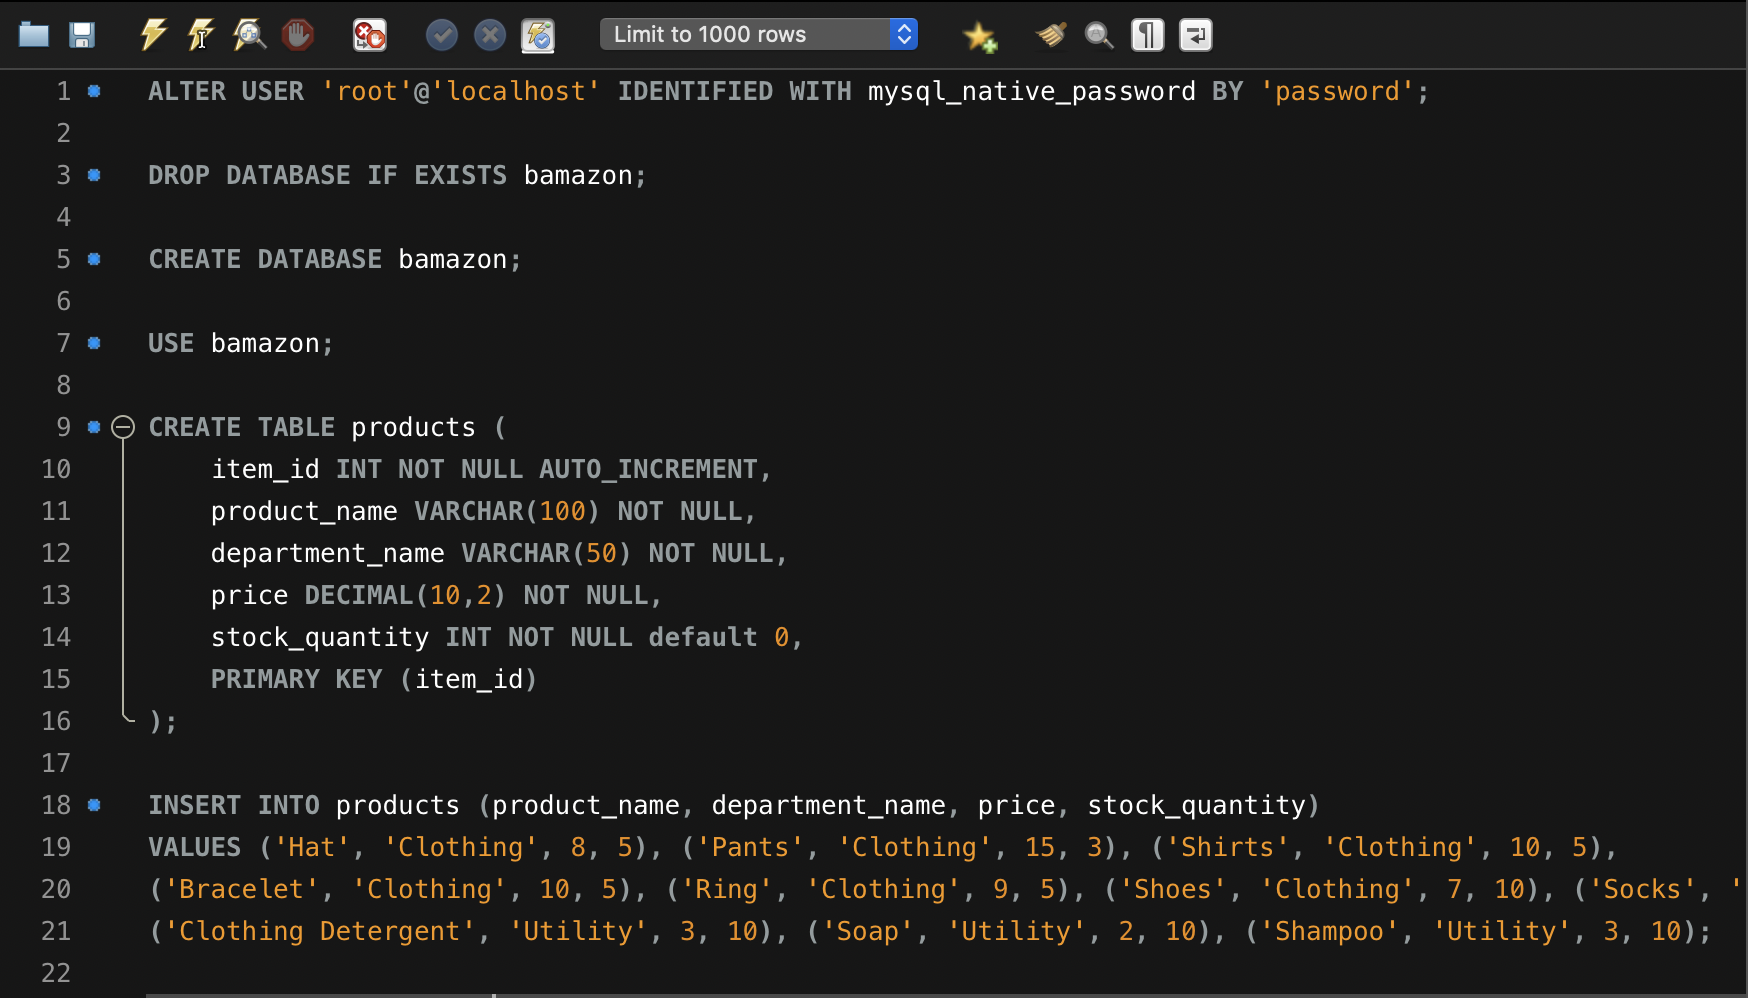 Limit to 1000 rows
1 ALTER USER 'root'@'localhost' IDENTIFIED WITH mysql_native_password BY 'password';
2
3 DROP DATABASE IF EXISTS bamazon;
4
5 CREATE DATABASE bamazon;
6
7 USE bamazon;
8
9 CREATE TABLE products (
10     item_id INT NOT NULL AUTO_INCREMENT,
11     product_name VARCHAR(100) NOT NULL,
12     department_name VARCHAR(50) NOT NULL,
13     price DECIMAL(10,2) NOT NULL,
14     stock_quantity INT NOT NULL default 0,
15     PRIMARY KEY (item_id)
16 );
17
18 INSERT INTO products (product_name, department_name, price, stock_quantity)
19 VALUES ('Hat', 'Clothing', 8, 5), ('Pants', 'Clothing', 15, 3), ('Shirts', 'Clothing', 10, 5),
20 ('Bracelet', 'Clothing', 10, 5), ('Ring', 'Clothing', 9, 5), ('Shoes', 'Clothing', 7, 10), ('Socks', '
21 ('Clothing Detergent', 'Utility', 3, 10), ('Soap', 'Utility', 2, 10), ('Shampoo', 'Utility', 3, 10);
22